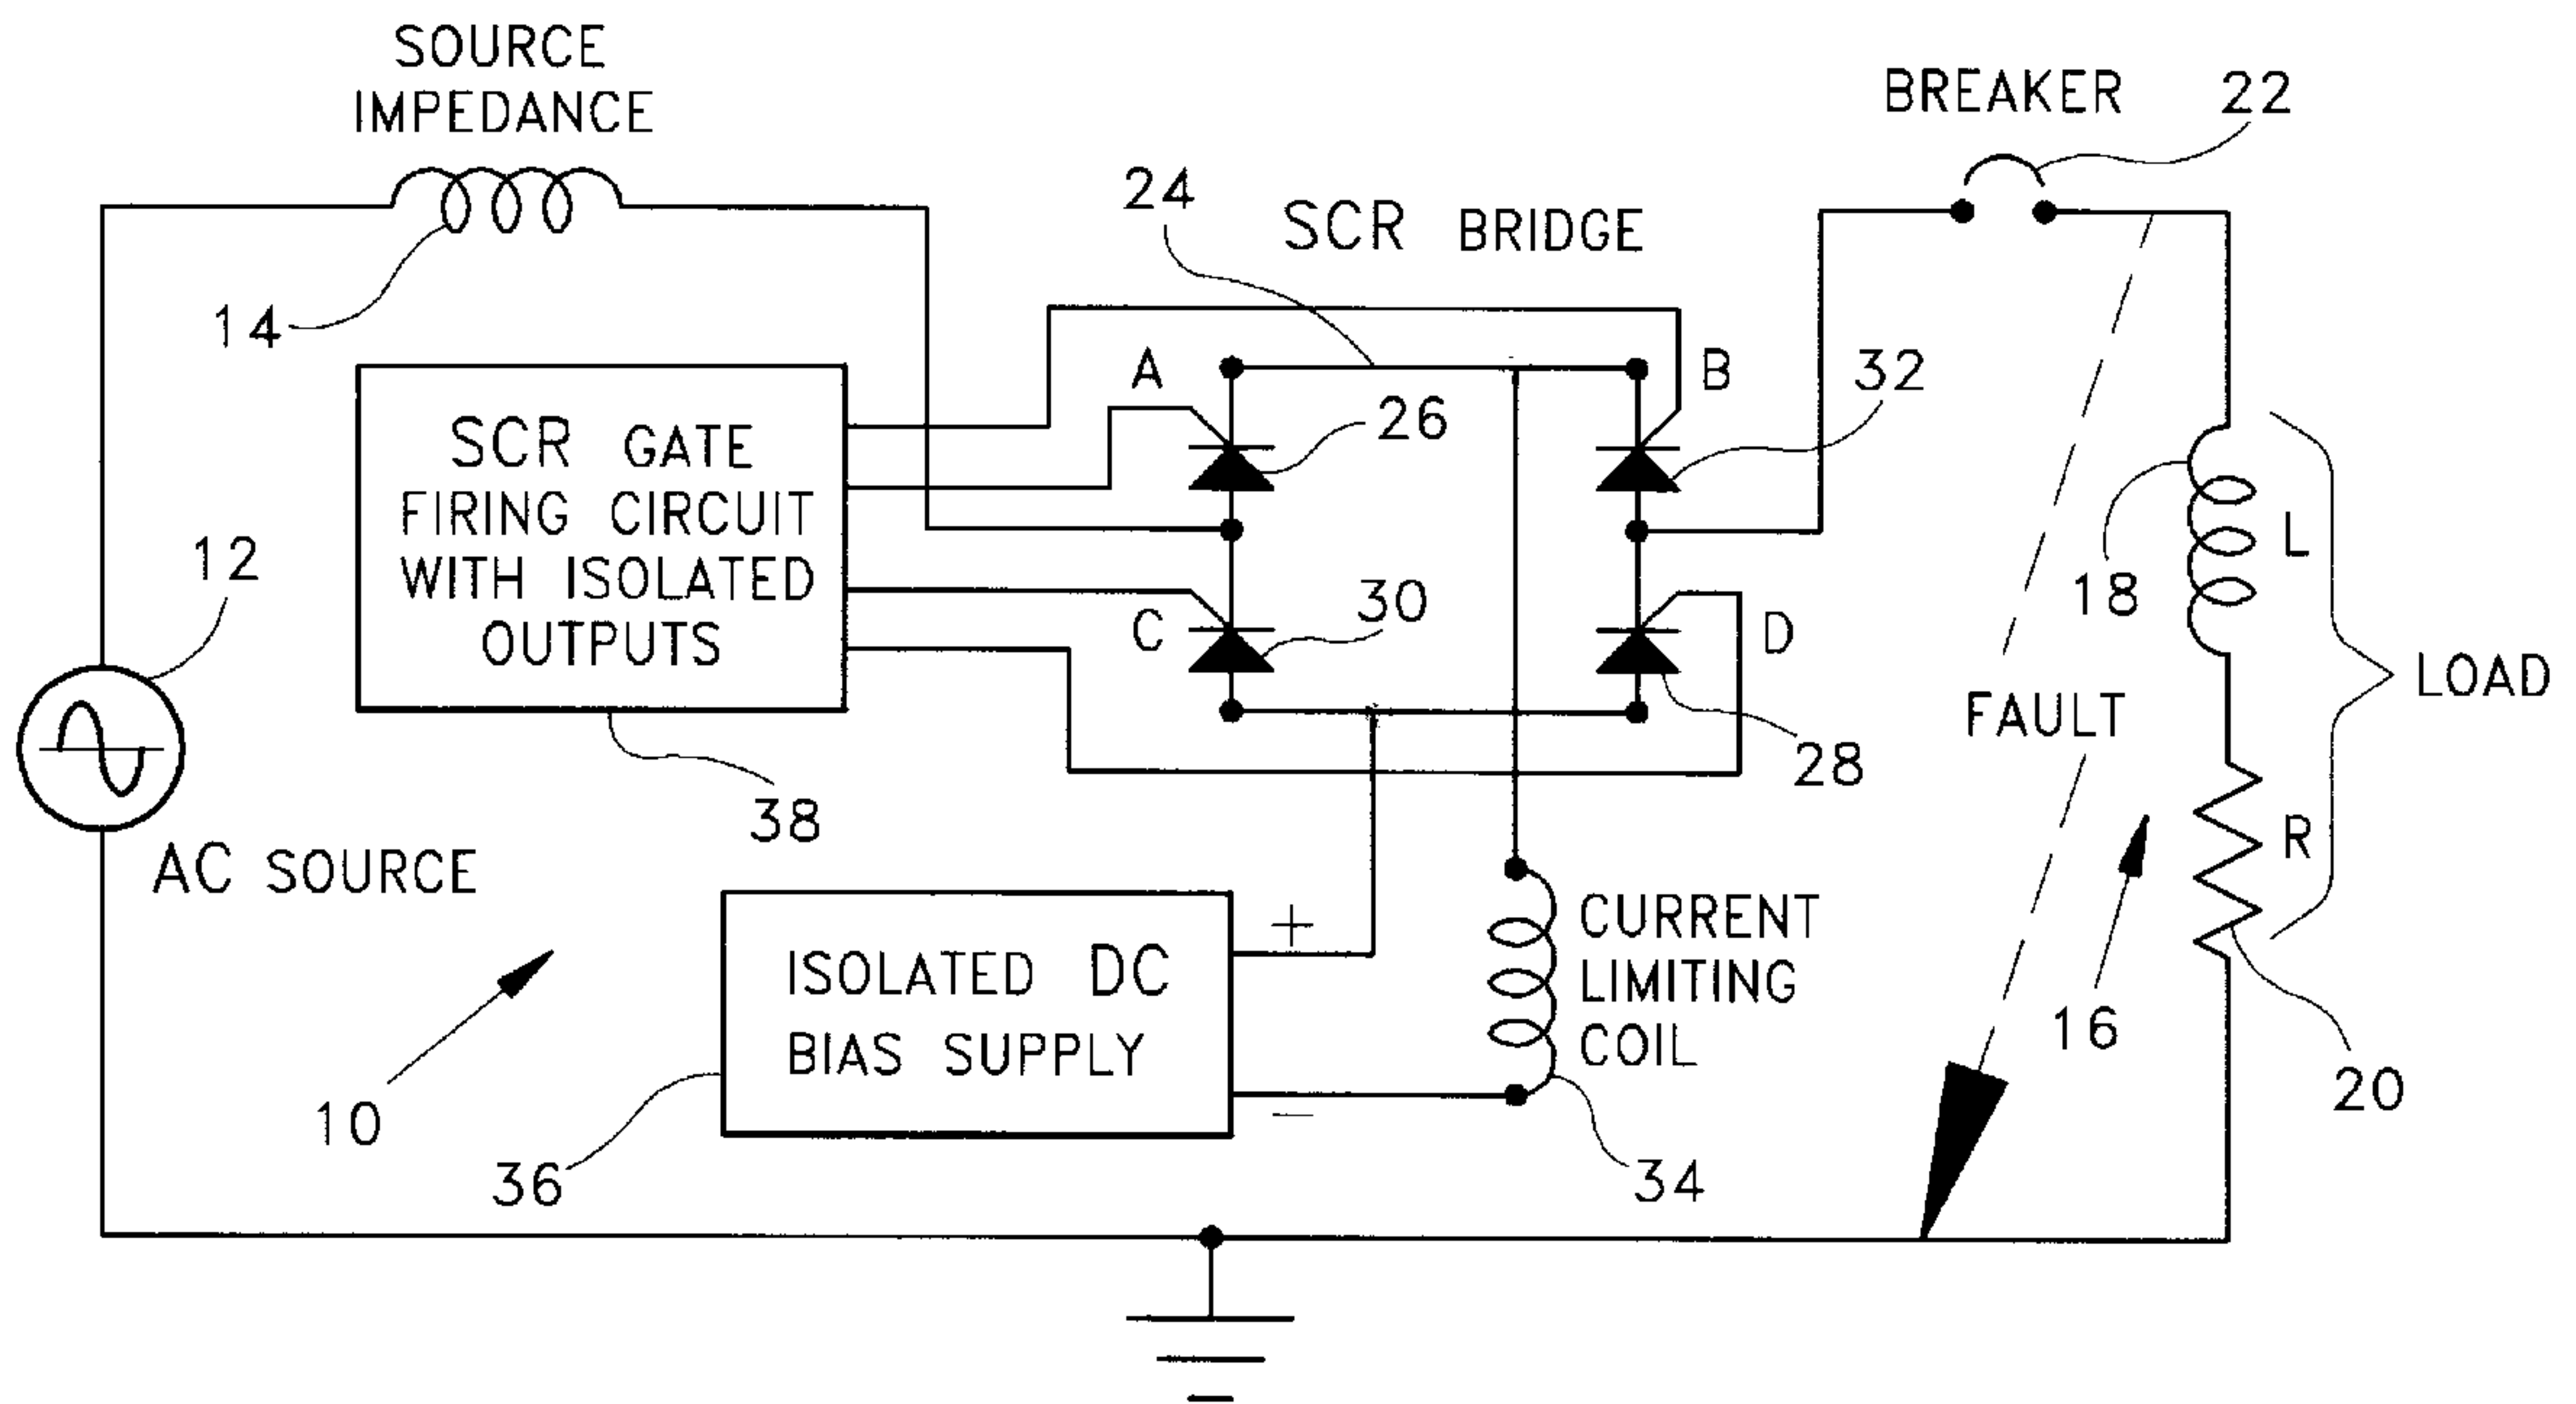 SOURCE
IMPEDANCE
14
BREAKER 22
24
SCR BRIDGE
A
B
26
32
SCR GATE
FIRING CIRCUIT
WITH ISOLATED
OUTPUTS
38
C
30
D
28
12
AC SOURCE
10
ISOLATED DC
BIAS SUPPLY
36
+
−
CURRENT
LIMITING
COIL
34
FAULT
18
L
LOAD
R
16
20